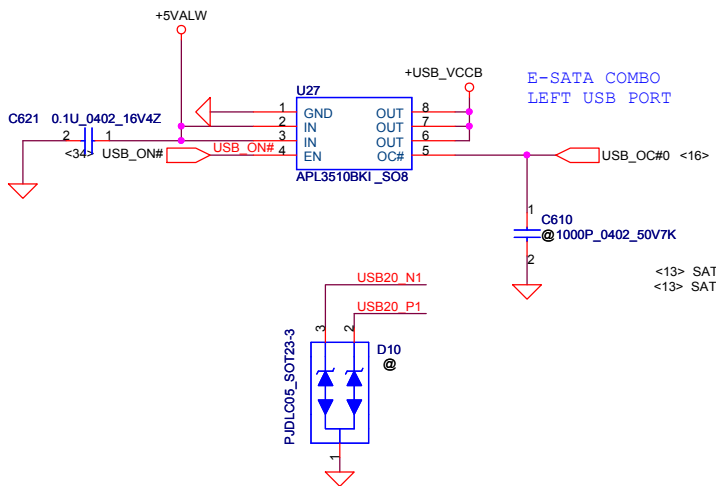 +5VALW
U27
+USB_VCCB
E-SATA COMBO
LEFT USB PORT
C621 0.1U_0402_16V4Z
1 GND OUT 8
2 IN OUT 7
3 IN OUT 6
4 EN OC# 5
2 1
<34> USB_ON# USB_ON#
USB_OC#0 <16>
APL3510BKI_SO8
1
C610
@1000P_0402_50V7K
2
<13> SAT
<13> SAT
USB20_N1
USB20_P1
3 2
D10
@
PJDLC05_SOT23-3
1